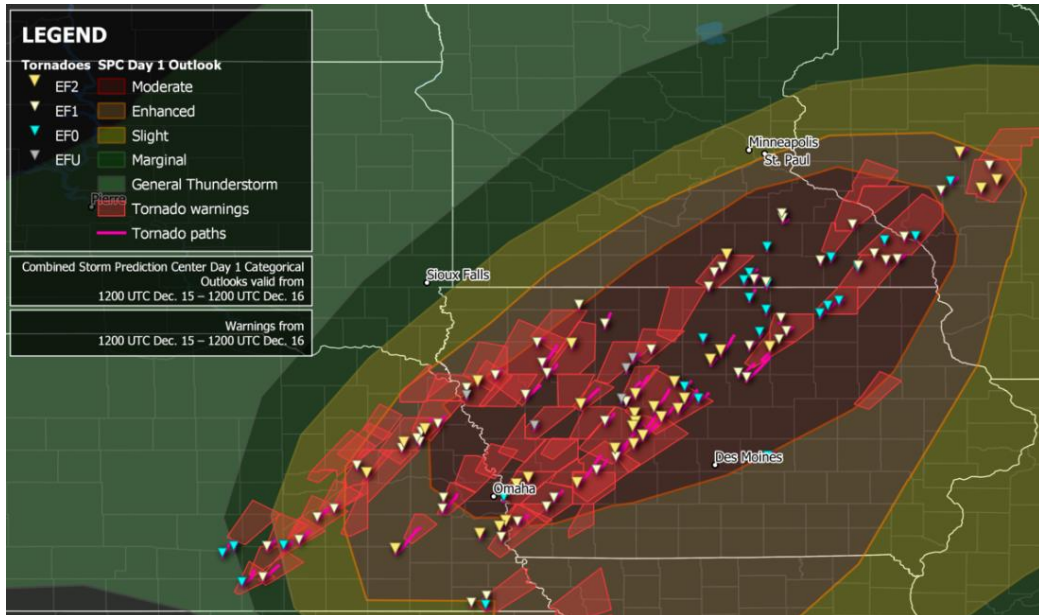 LEGEND
Tornadoes SPC Day 1 Outlook
EF2 Moderate
EF1 Enhanced
EF0 Slight
EFU Marginal
General Thunderstorm
Tornado warnings
Tornado paths
Combined Storm Prediction Center Day 1 Categorical
Outlooks valid from
1200 UTC Dec. 15 – 1200 UTC Dec. 16
Warnings from
1200 UTC Dec. 15 – 1200 UTC Dec. 16
Pierre
Minneapolis
St. Paul
Sioux Falls
Des Moines
Omaha